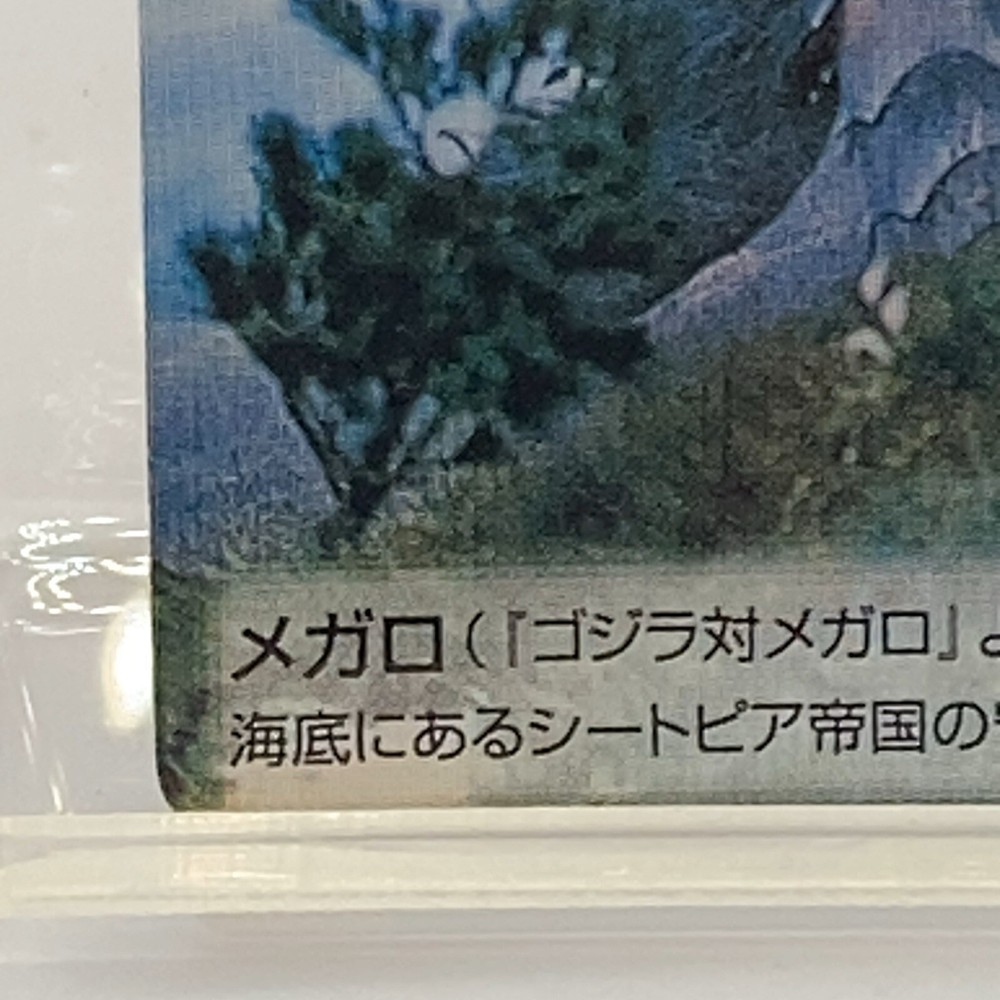 メガロ(『ゴジラ対メガロ』よ
海底にあるシートピア帝国の